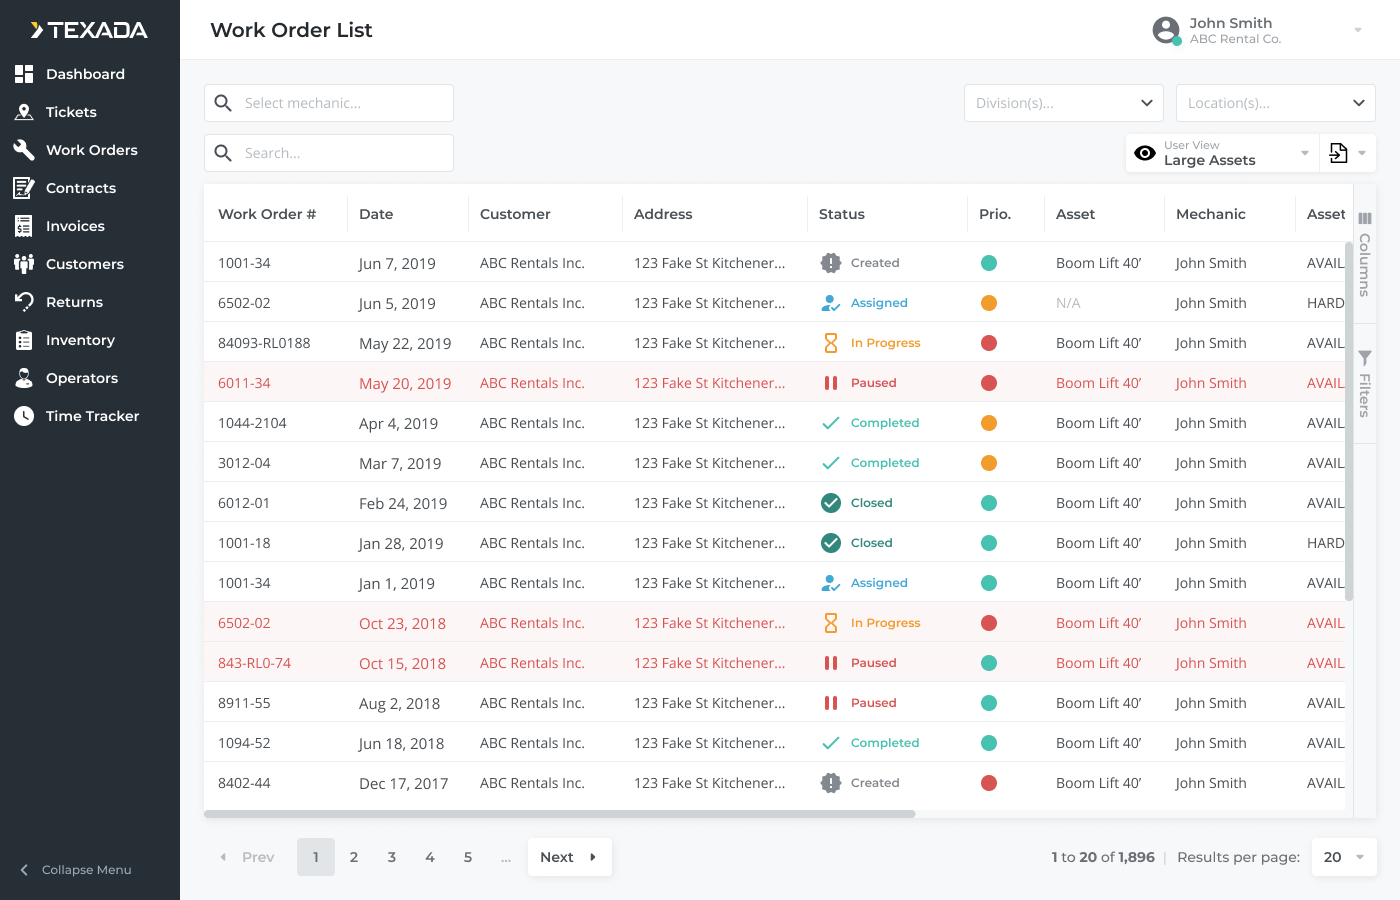 TEXADA
Dashboard
Tickets
Work Orders
Contracts
Invoices
Customers
Returns
Inventory
Operators
Time Tracker
Collapse Menu
Work Order List
John Smith
ABC Rental Co.
Select mechanic...
Division(s)...
Location(s)...
Search...
User View
Large Assets
Work Order # Date Customer Address Status Prio. Asset Mechanic Asset
1001-34 Jun 7, 2019 ABC Rentals Inc. 123 Fake St Kitchener... Created Boom Lift 40’ John Smith AVAIL
6502-02 Jun 5, 2019 ABC Rentals Inc. 123 Fake St Kitchener... Assigned N/A John Smith HARD
84093-RL0188 May 22, 2019 ABC Rentals Inc. 123 Fake St Kitchener... In Progress Boom Lift 40’ John Smith AVAIL
6011-34 May 20, 2019 ABC Rentals Inc. 123 Fake St Kitchener... Paused Boom Lift 40’ John Smith AVAIL
1044-2104 Apr 4, 2019 ABC Rentals Inc. 123 Fake St Kitchener... Completed Boom Lift 40’ John Smith AVAIL
3012-04 Mar 7, 2019 ABC Rentals Inc. 123 Fake St Kitchener... Completed Boom Lift 40’ John Smith AVAIL
6012-01 Feb 24, 2019 ABC Rentals Inc. 123 Fake St Kitchener... Closed Boom Lift 40’ John Smith AVAIL
1001-18 Jan 28, 2019 ABC Rentals Inc. 123 Fake St Kitchener... Closed Boom Lift 40’ John Smith HARD
1001-34 Jan 1, 2019 ABC Rentals Inc. 123 Fake St Kitchener... Assigned Boom Lift 40’ John Smith AVAIL
6502-02 Oct 23, 2018 ABC Rentals Inc. 123 Fake St Kitchener... In Progress Boom Lift 40’ John Smith AVAIL
843-RL0-74 Oct 15, 2018 ABC Rentals Inc. 123 Fake St Kitchener... Paused Boom Lift 40’ John Smith AVAIL
8911-55 Aug 2, 2018 ABC Rentals Inc. 123 Fake St Kitchener... Paused Boom Lift 40’ John Smith AVAIL
1094-52 Jun 18, 2018 ABC Rentals Inc. 123 Fake St Kitchener... Completed Boom Lift 40’ John Smith AVAIL
8402-44 Dec 17, 2017 ABC Rentals Inc. 123 Fake St Kitchener... Created Boom Lift 40’ John Smith AVAIL
Columns
Filters
Prev 1 2 3 4 5 ... Next
1 to 20 of 1,896 | Results per page: 20